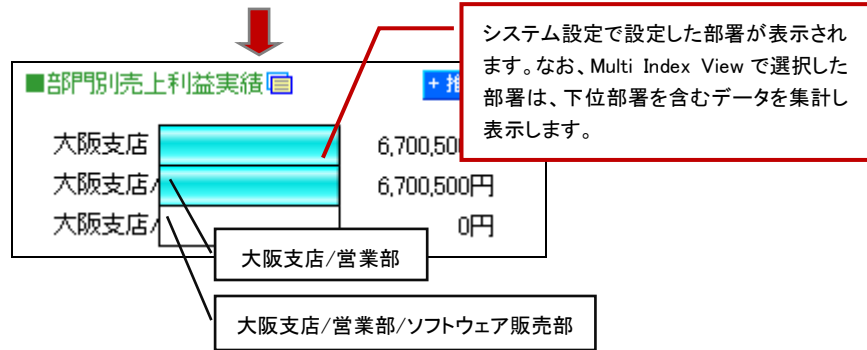 システム設定で設定した部署が表示され
ます。なお、Multi Index View で選択した
部署は、下位部署を含むデータを集計し
表示します。
■部門別売上利益実績
+ 推
大阪支店 6,700,50
大阪支店/ 6,700,500円
大阪支店/ 0円
大阪支店/営業部
大阪支店/営業部/ソフトウェア販売部